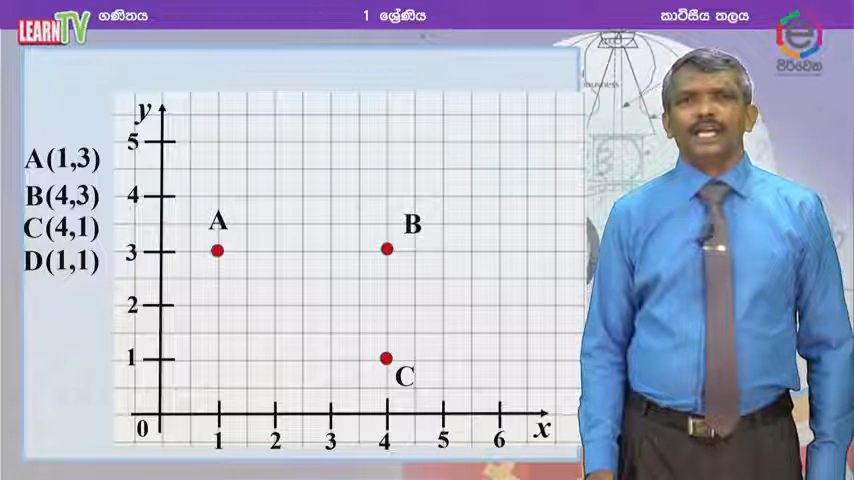 LEARN TV
ගණිතය
1 ශ්‍රේණිය
කාටිසීය තලය
e
පිරිවෙන
A(1,3)
B(4,3)
C(4,1)
D(1,1)
y
5
4
3
2
1
0
1
2
3
4
5
6
x
A
B
C